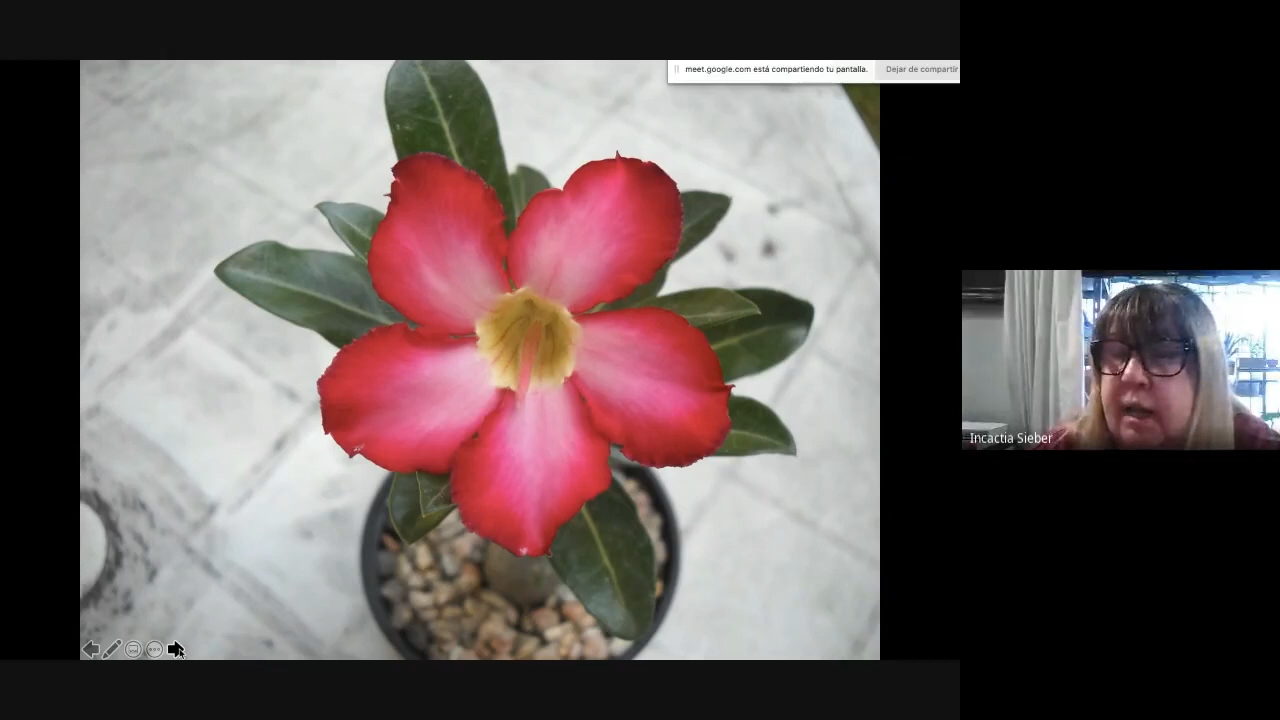 meet.google.com está compartiendo tu pantalla.
Dejar de compartir
Incactia Sieber